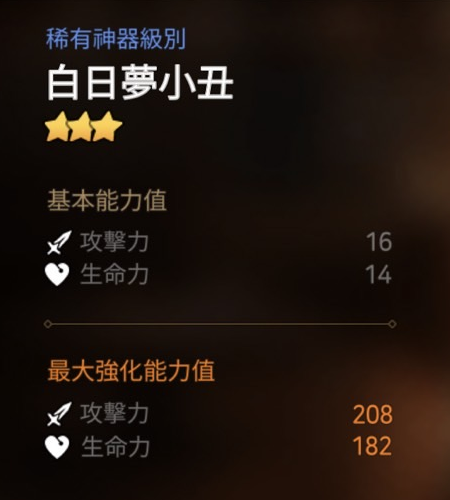 稀有神器級別
白日夢小丑
基本能力值
攻擊力 16
生命力 14
最大強化能力值
攻擊力 208
生命力 182